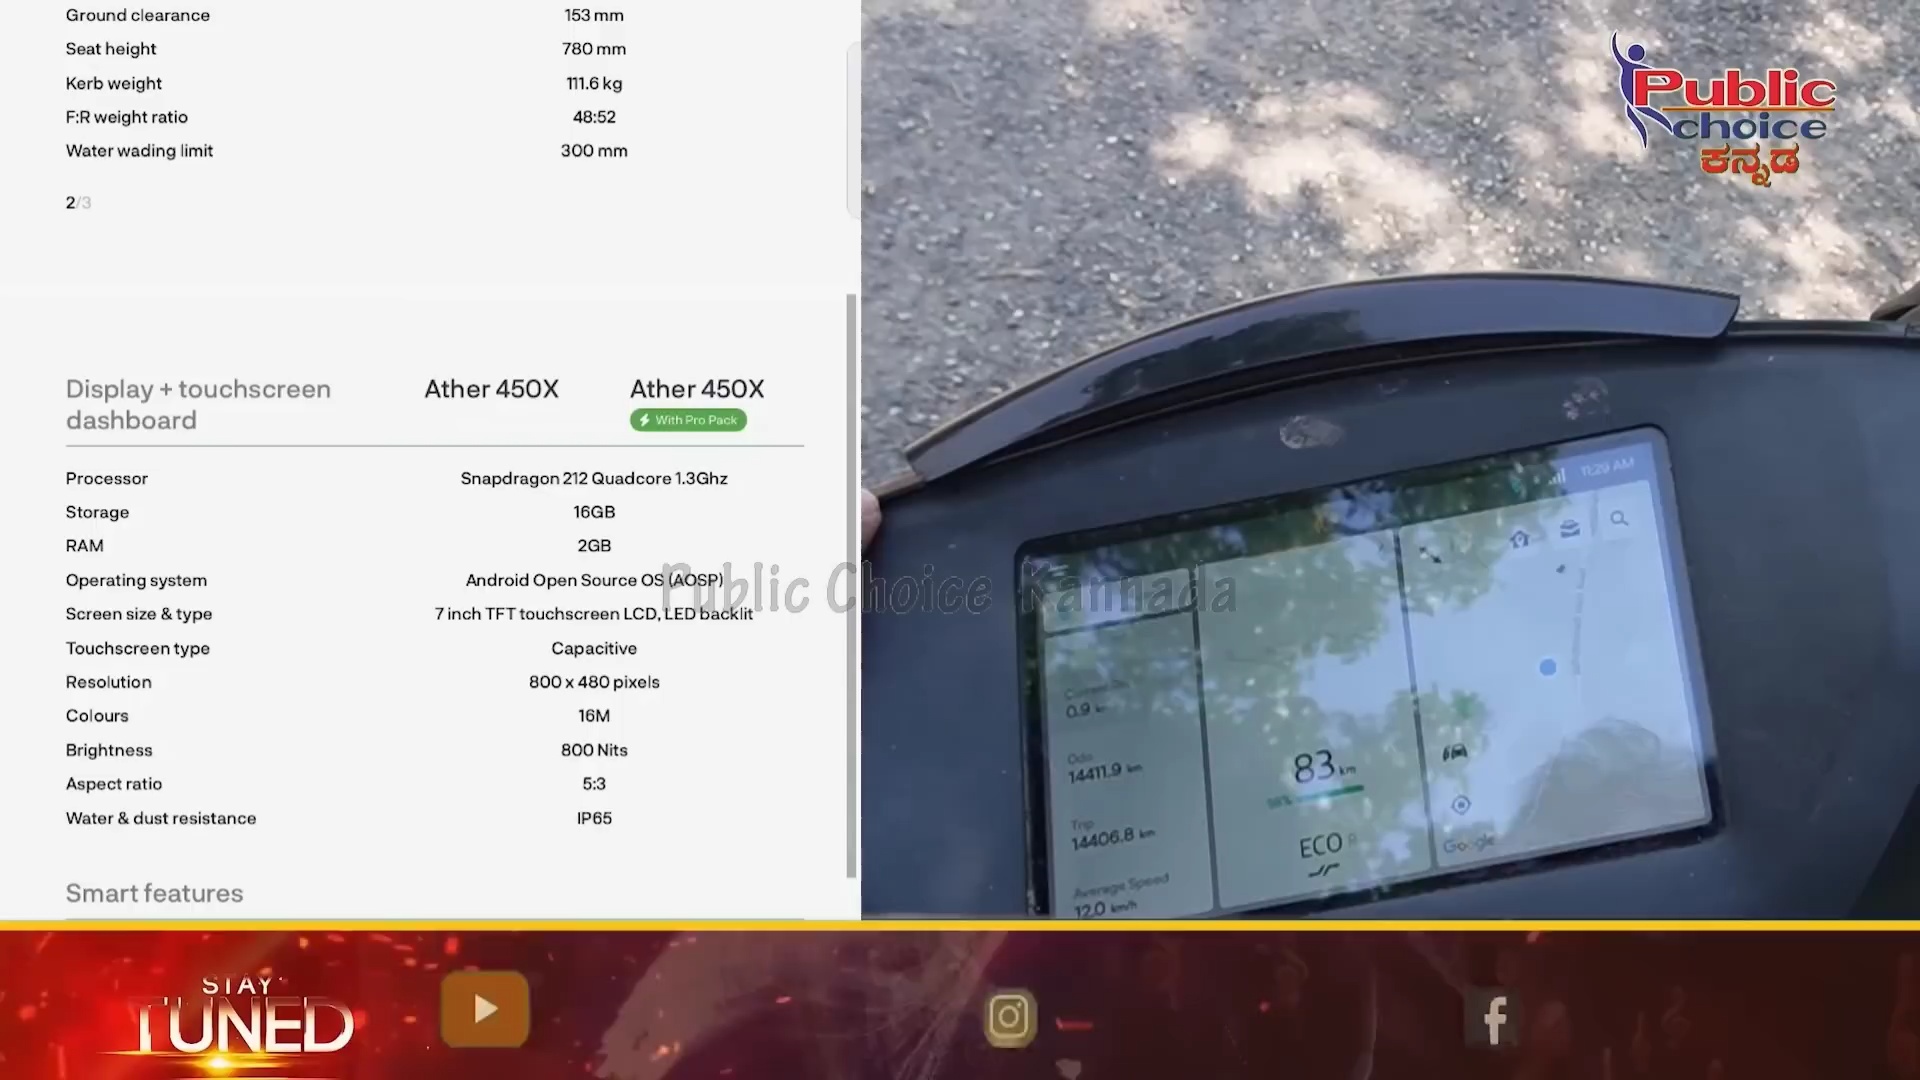 Ground clearance 153 mm
Seat height 780 mm
Kerb weight 111.6 kg
F:R weight ratio 48:52
Water wading limit 300 mm
2/3
Display + touchscreen
dashboard
Ather 450X
Ather 450X
With Pro Pack
Processor Snapdragon 212 Quadcore 1.3Ghz
Storage 16GB
RAM 2GB
Operating system Android Open Source OS (AOSP)
Screen size & type 7 inch TFT touchscreen LCD, LED backlit
Touchscreen type Capacitive
Resolution 800 x 480 pixels
Colours 16M
Brightness 800 Nits
Aspect ratio 5:3
Water & dust resistance IP65
Smart features
Public
choice
ಕನ್ನಡ
Public Choice Kannada
11:29 AM
0.9
Odo
14411.9 km
Trip
14406.8 km
Average Speed
12.0 km/h
83 km
ECO
Google
STAY
TUNED